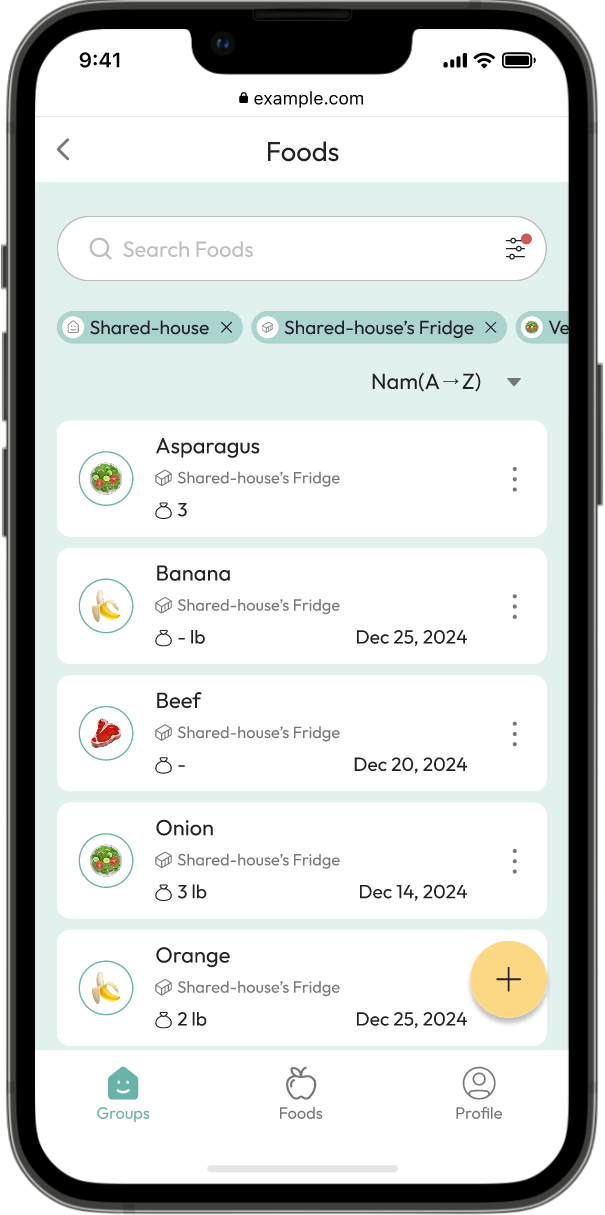 9:41
example.com
Foods
Search Foods
Shared-house Shared-house's Fridge Ve
Nam(A→Z)
Asparagus
Shared-house's Fridge
3
Banana
Shared-house's Fridge
- lb Dec 25, 2024
Beef
Shared-house's Fridge
- Dec 20, 2024
Onion
Shared-house's Fridge
3 lb Dec 14, 2024
Orange
Shared-house's Fridge
2 lb Dec 25, 2024
Groups Foods Profile